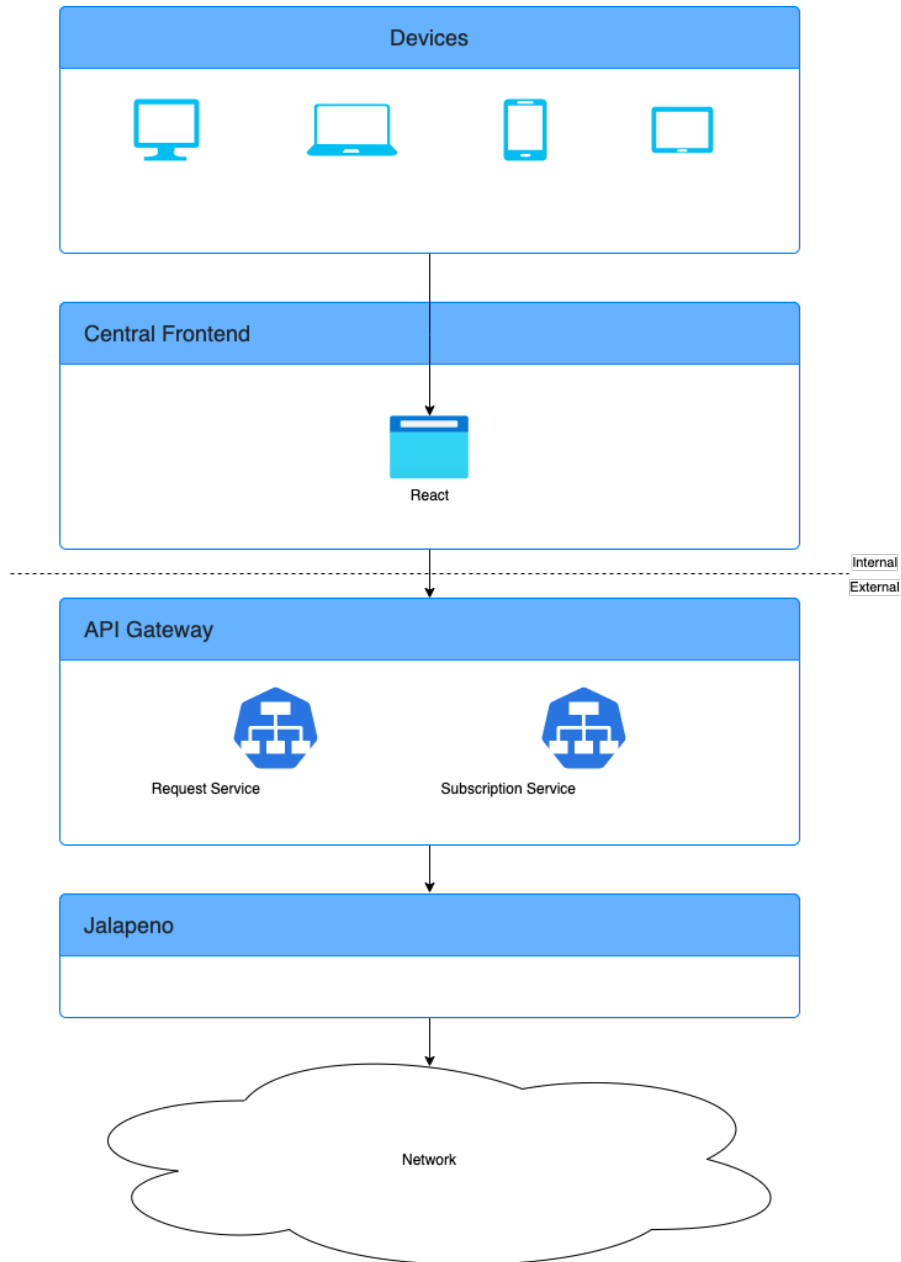 Devices
Central Frontend
React
Internal
External
API Gateway
Request Service
Subscription Service
Jalapeno
Network